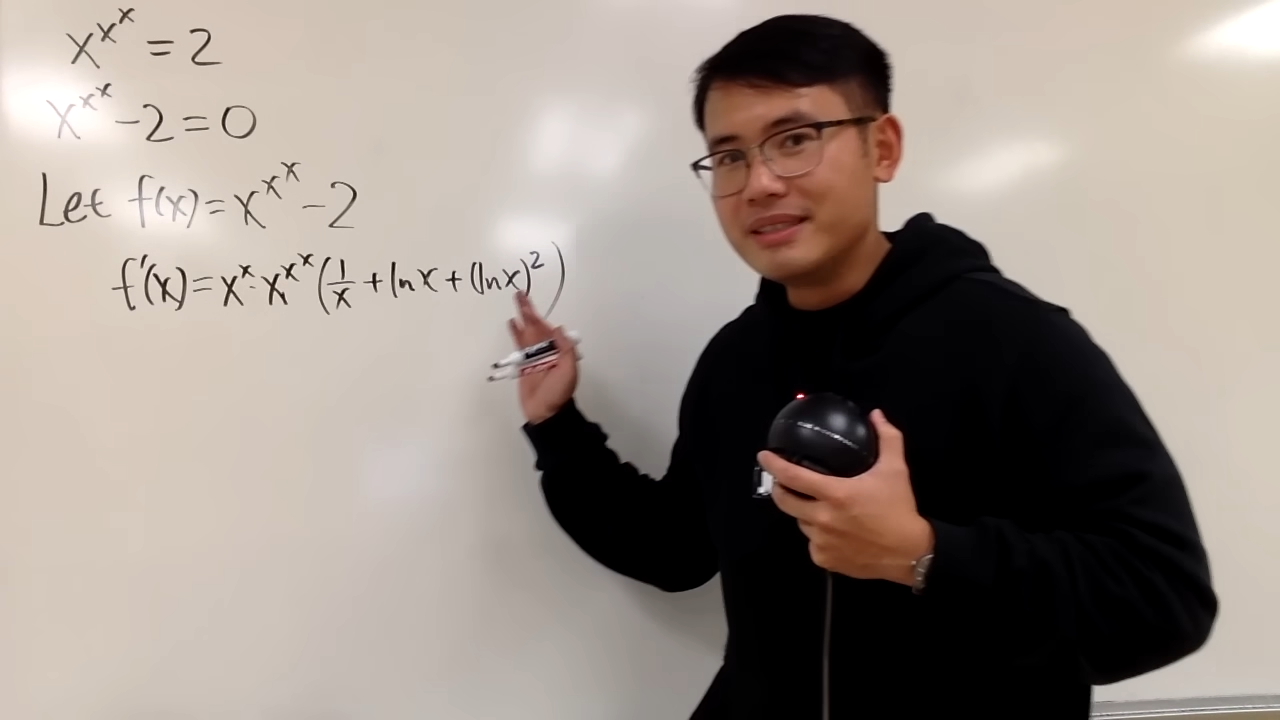 x^{x^x} = 2
x^{x^x} - 2 = 0
Let f(x) = x^{x^x} - 2
f'(x) = x^x · x^{x^x} (1/x + ln x + (ln x)^2)